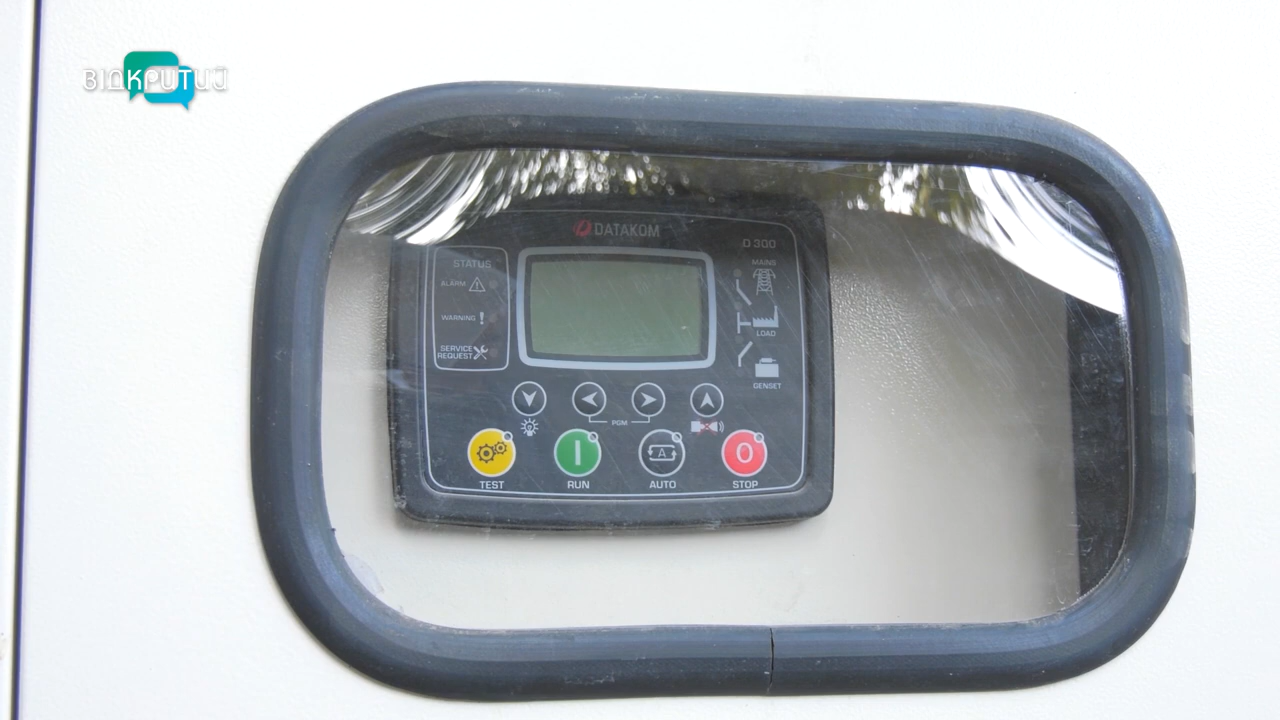 ВІДКРИТИЙ
DATAKOM
D 300
STATUS
ALARM
WARNING
SERVICE
REQUEST
MAINS
LOAD
GENSET
PGM
A
TEST
RUN
AUTO
STOP